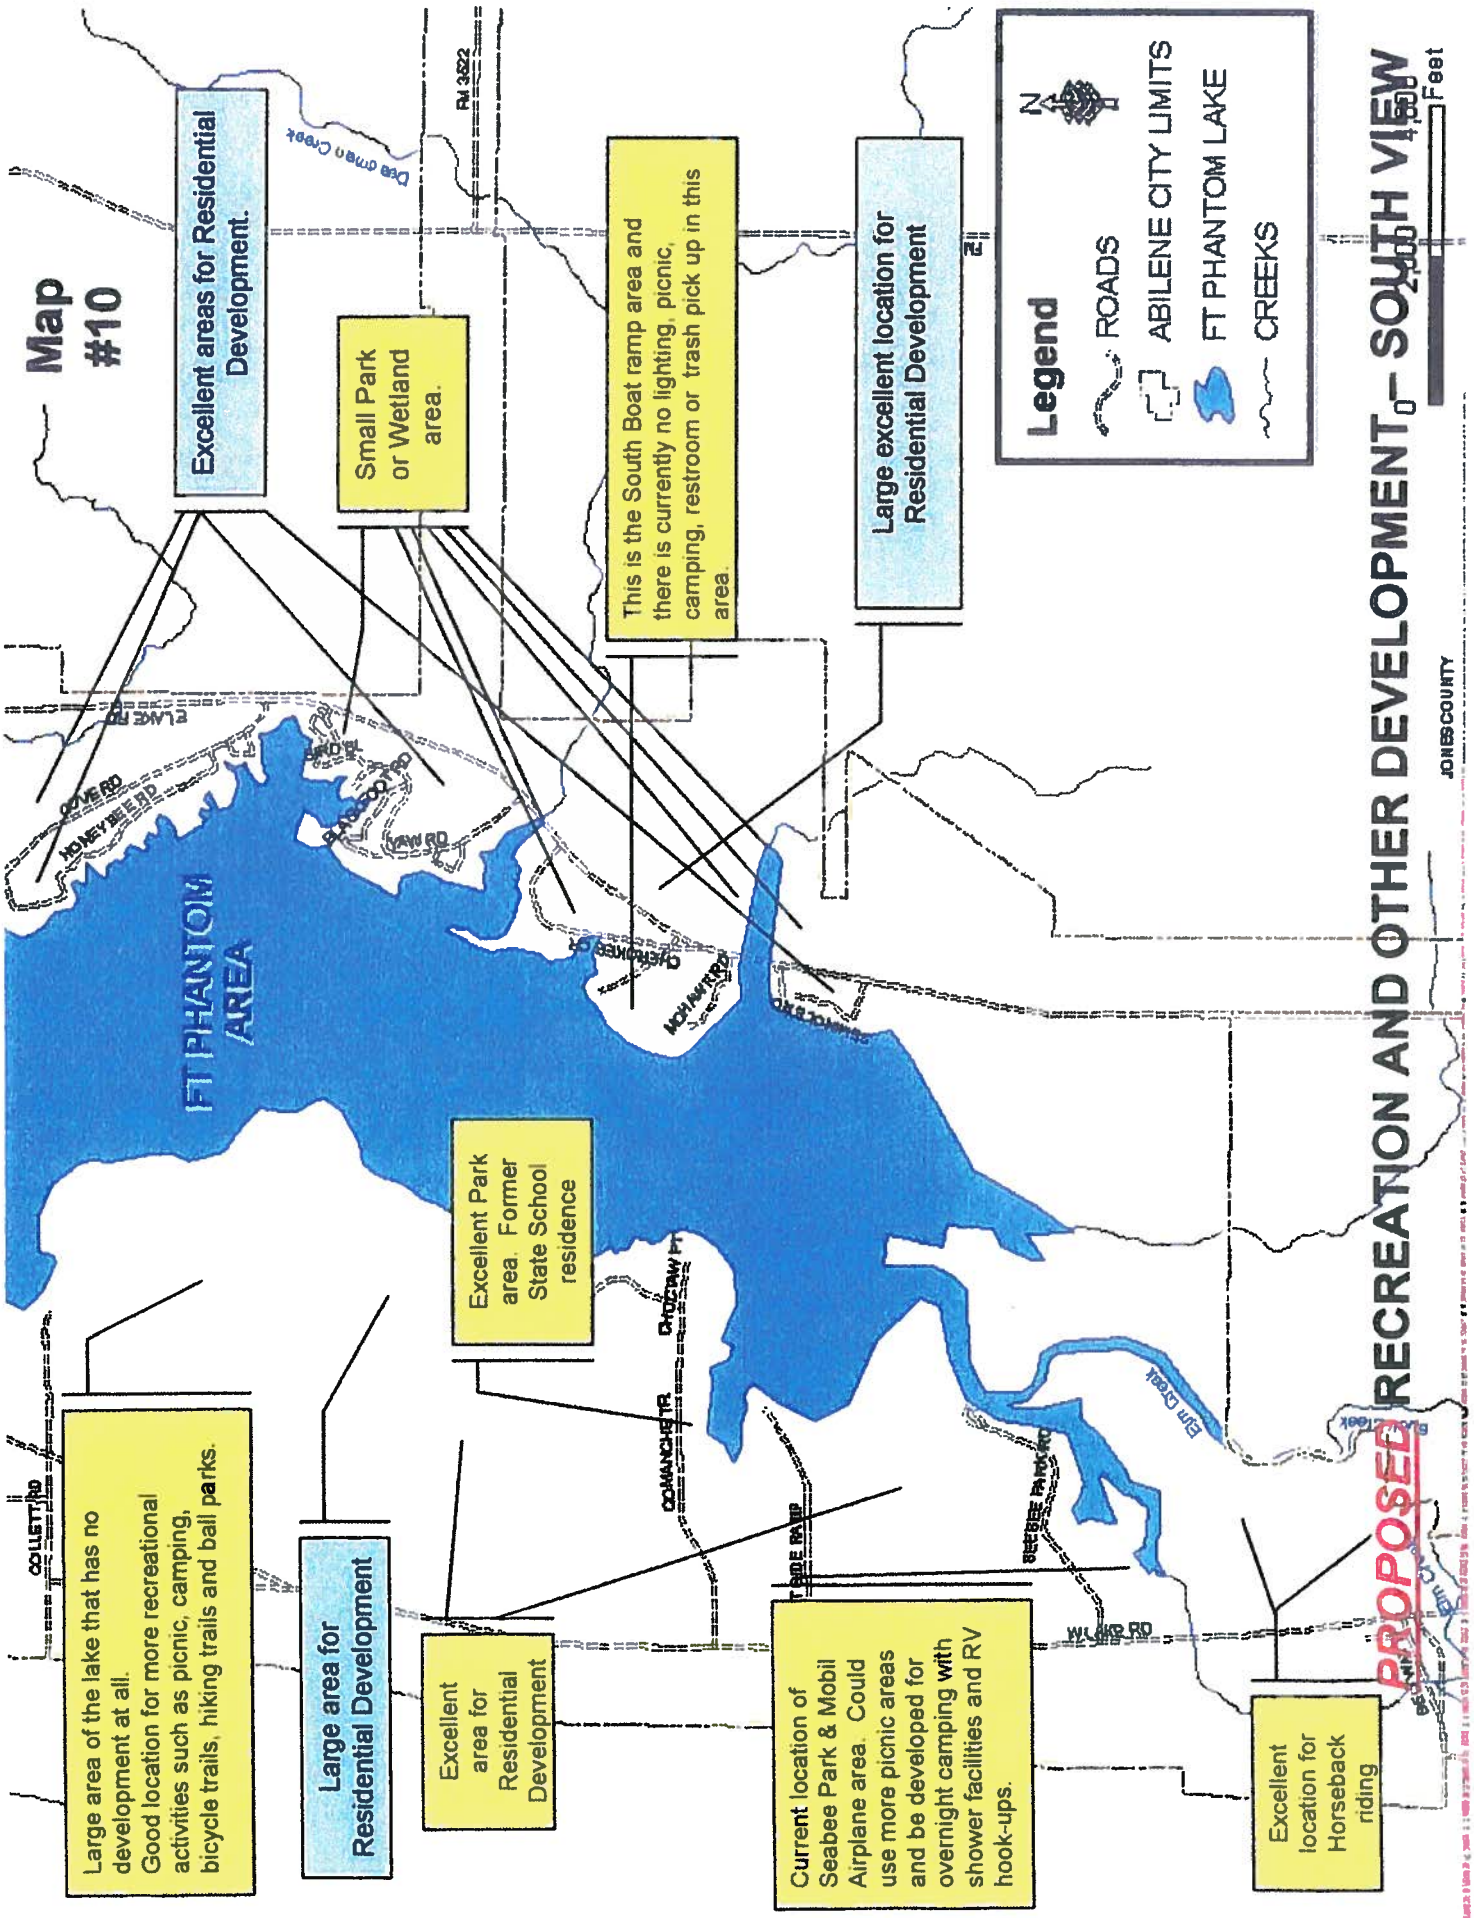 Map
#10
Large area of the lake that has no
development at all.
Good location for more recreational
activities such as picnic, camping,
bicycle trails, hiking trails and ball parks.
Large area for
Residential Development
Excellent
area for
Residential
Development
Current location of
Seabee Park & Mobil
Airplane area. Could
use more picnic areas
and be developed for
overnight camping with
shower facilities and RV
hook-ups.
Excellent
location for
Horseback
riding
Excellent Park
area. Former
State School
residence
Excellent areas for Residential
Development.
Small Park
or Wetland
area.
This is the South Boat ramp area and
there is currently no lighting, picnic,
camping, restroom or trash pick up in this
area.
Large excellent location for
Residential Development
FT PHANTOM
AREA
COLLETT RD
COMANCHE TR
CHOCTAW PT
SEEBEE PARK RD
W LAKE RD
Elm Creek
E LAKE RD
HONEY BEE RD
BLACKFOOT RD
MOHAWK RD
Deadman Creek
FM 3522
Legend
N
ROADS
ABILENE CITY LIMITS
FT PHANTOM LAKE
CREEKS
PROPOSED RECREATION AND OTHER DEVELOPMENT - SOUTH VIEW
0
Feet
JONES COUNTY